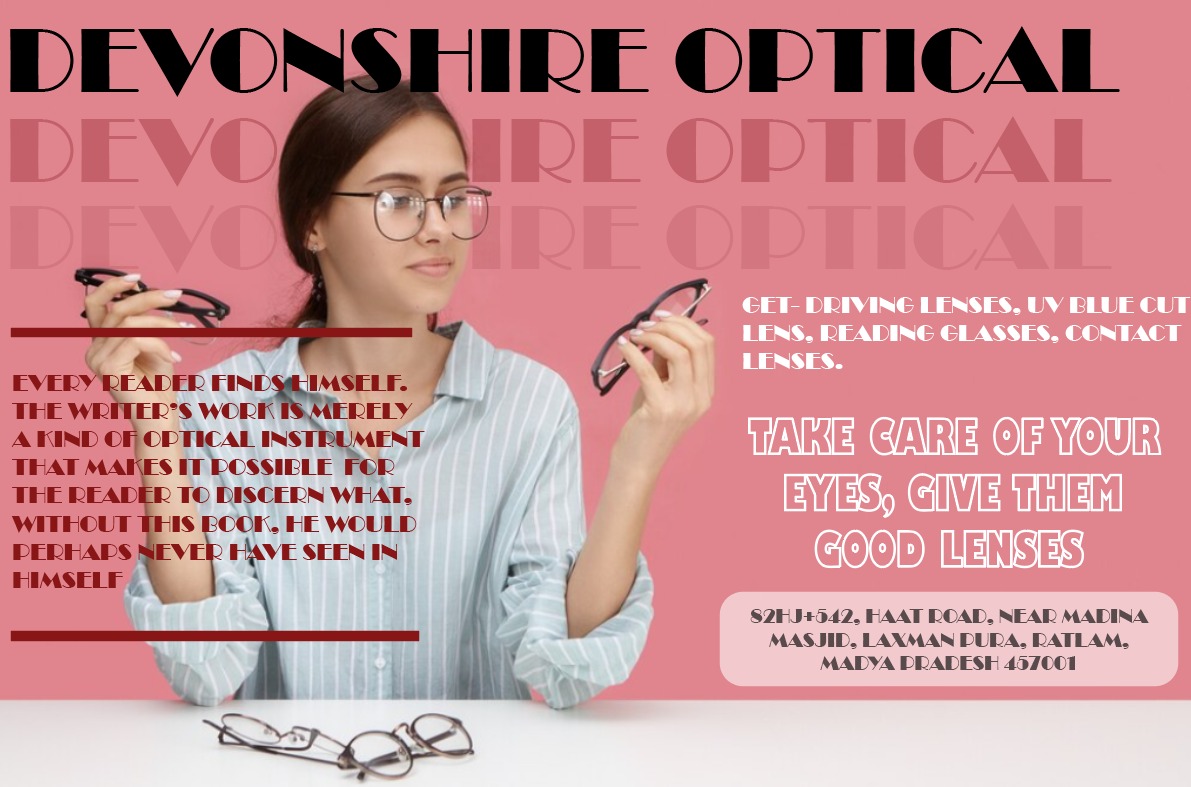 DEVONSHIRE OPTICAL
DEVONSHIRE OPTICAL
DEVONSHIRE OPTICAL
EVERY READER FINDS HIMSELF.
THE WRITER'S WORK IS MERELY
A KIND OF OPTICAL INSTRUMENT
THAT MAKES IT POSSIBLE FOR
THE READER TO DISCERN WHAT,
WITHOUT THIS BOOK, HE WOULD
PERHAPS NEVER HAVE SEEN IN
HIMSELF
GET- DRIVING LENSES, UV BLUE CUT
LENS, READING GLASSES, CONTACT
LENSES.
TAKE CARE OF YOUR
EYES, GIVE THEM
GOOD LENSES
82HJ+542, HAAT ROAD, NEAR MADINA
MASJID, LAXMAN PURA, RATLAM,
MADYA PRADESH 457001